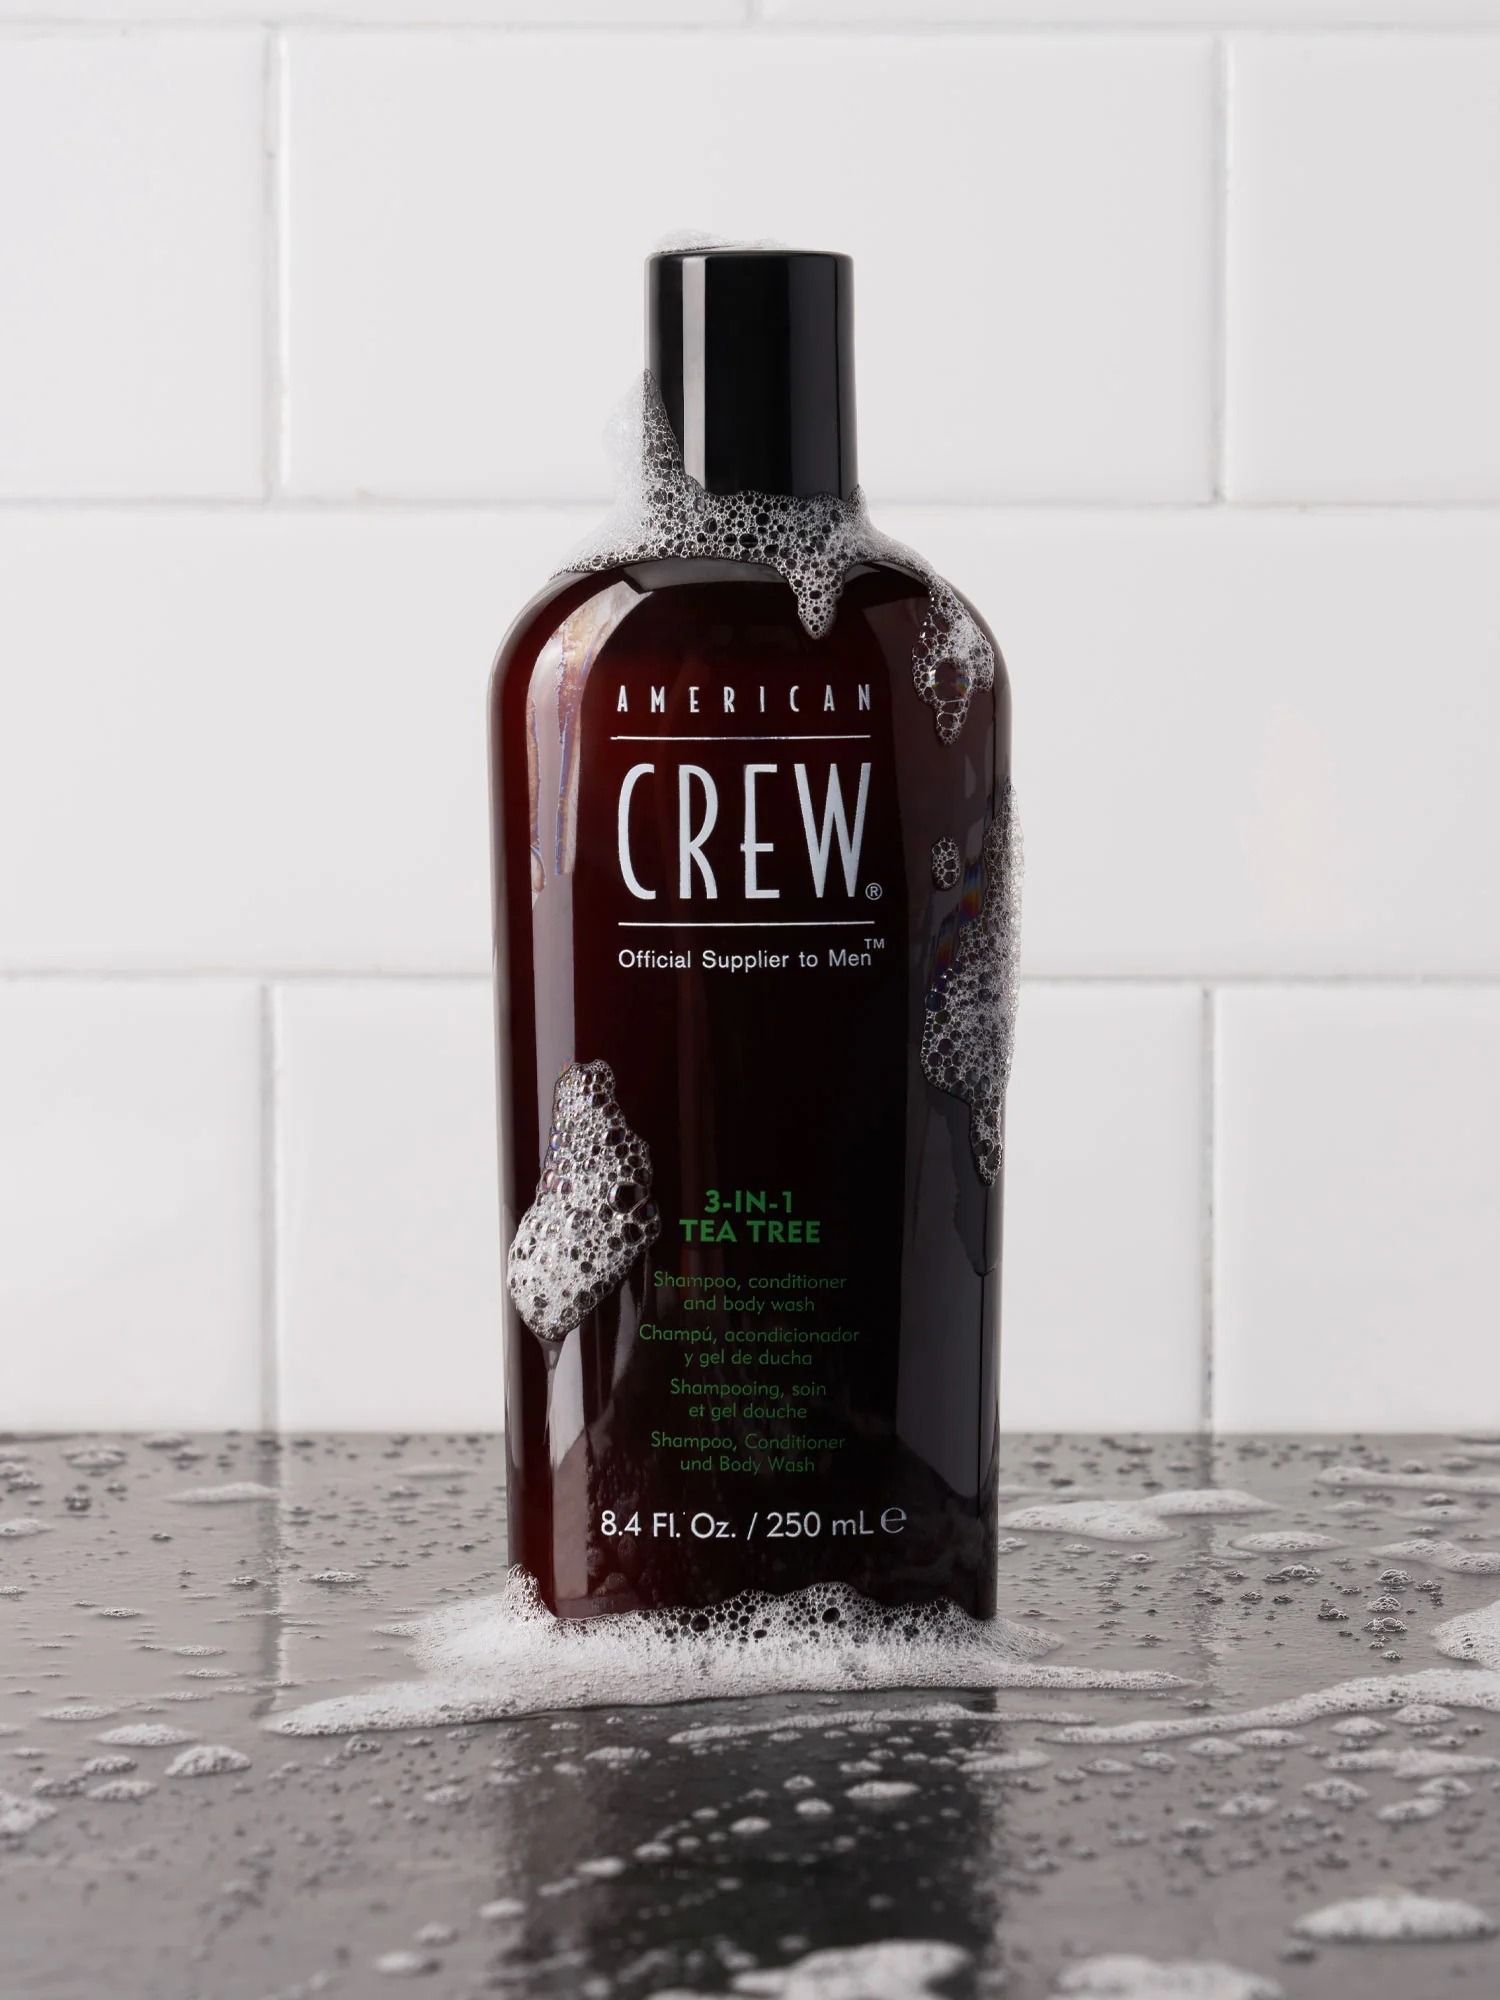 AMERICAN
CREW®
Official Supplier to Men™
3-IN-1
TEA TREE
Shampoo, conditioner
and body wash
Champú, acondicionador
y gel de ducha
Shampooing, soin
et gel douche
Shampoo, Conditioner
und Body Wash
8.4 Fl. Oz. / 250 mL ℮